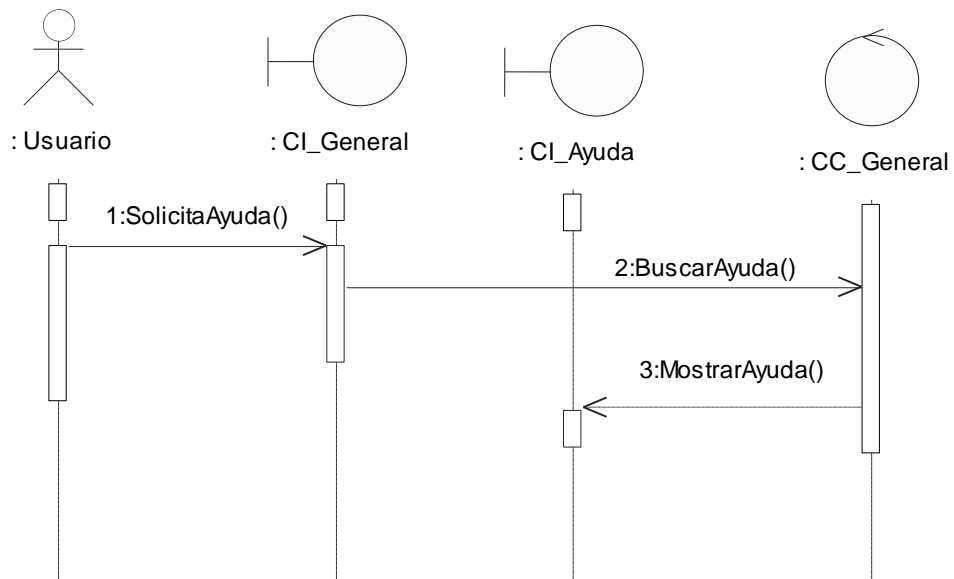 : Usuario
: CI_General
: CI_Ayuda
: CC_General
1:SolicitaAyuda()
2:BuscarAyuda()
3:MostrarAyuda()